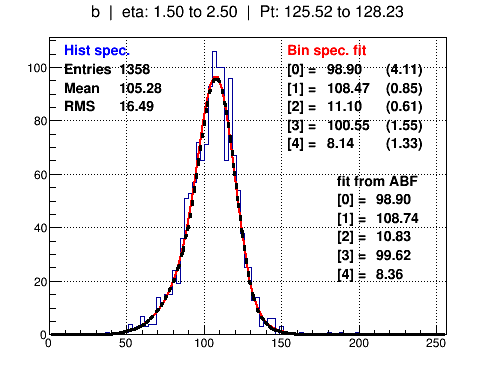 b | eta: 1.50 to 2.50 | Pt: 125.52 to 128.23
Hist spec.
Entries 1358
Mean 105.28
RMS 16.49
Bin spec. fit
[0] = 98.90 (4.11)
[1] = 108.47 (0.85)
[2] = 11.10 (0.61)
[3] = 100.55 (1.55)
[4] = 8.14 (1.33)
fit from ABF
[0] = 98.90
[1] = 108.74
[2] = 10.83
[3] = 99.62
[4] = 8.36
100
80
60
40
20
0
0 50 100 150 200 250